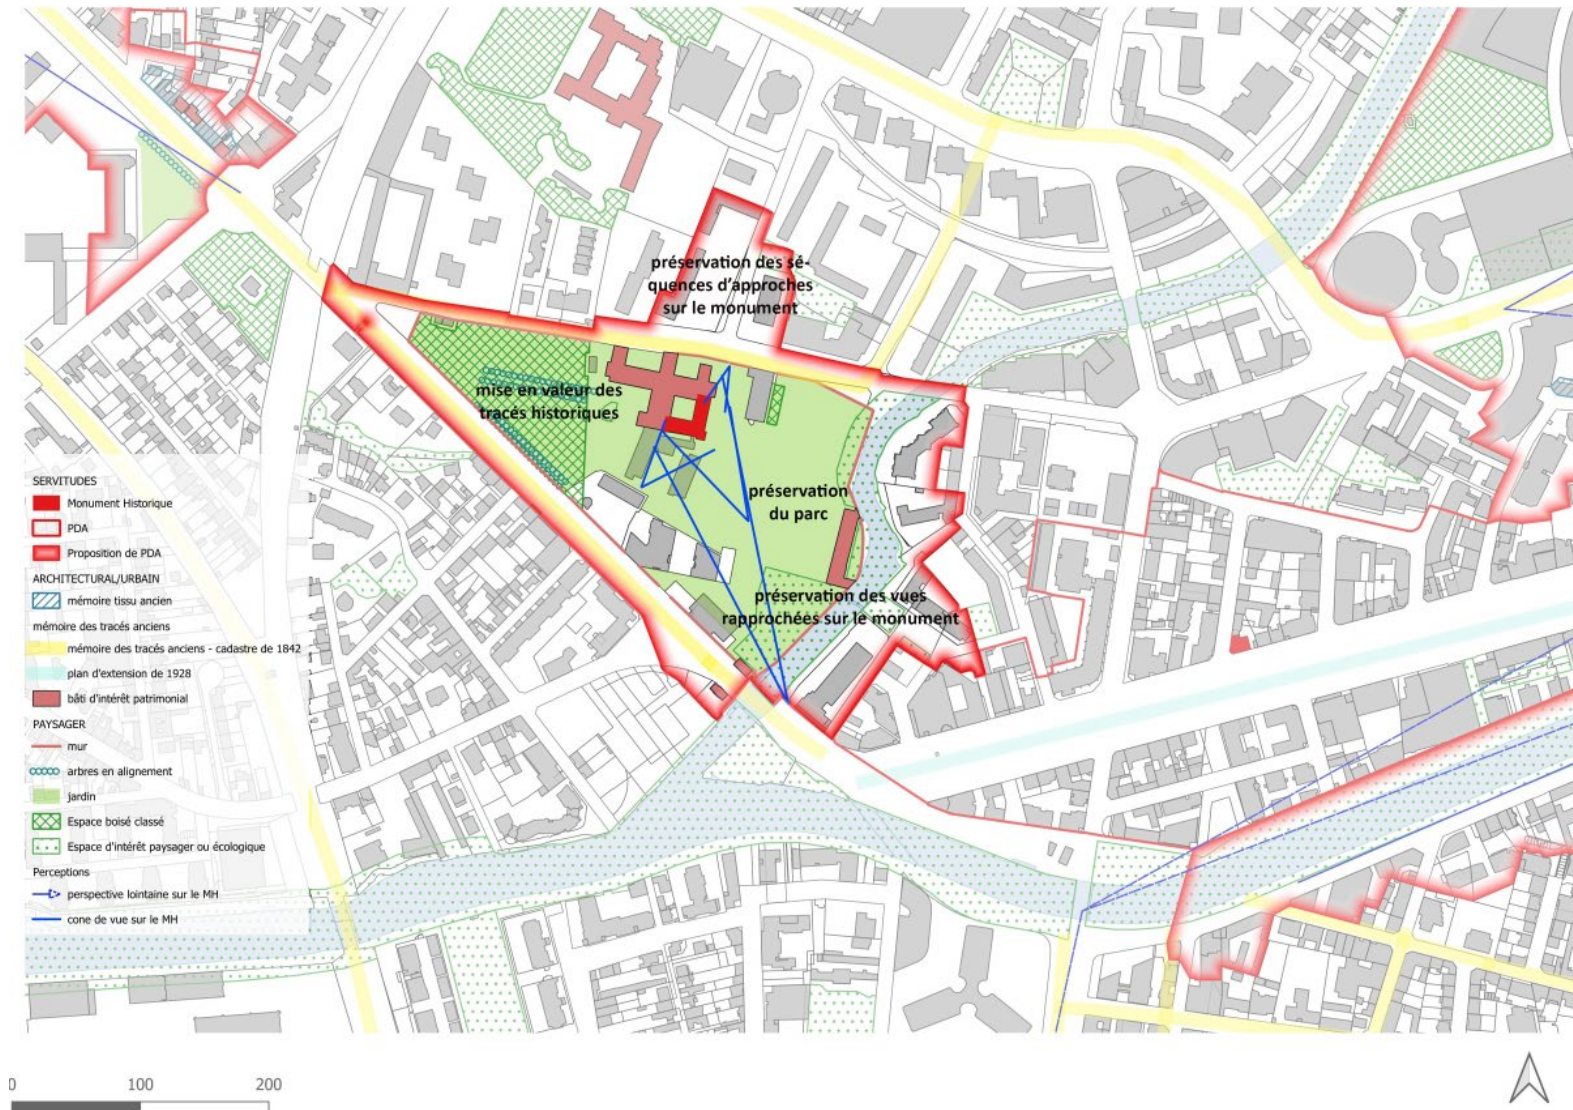 préservation des sé-
quences d'approches
sur le monument
mise en valeur des
tracés historiques
préservation
du parc
préservation des vues
rapprochées sur le monument
SERVITUDES
Monument Historique
PDA
Proposition de PDA
ARCHITECTURAL/URBAIN
mémoire tissu ancien
mémoire des tracés anciens
mémoire des tracés anciens - cadastre de 1842
plan d'extension de 1928
bâti d'intérêt patrimonial
PAYSAGER
mur
arbres en alignement
jardin
Espace boisé classé
Espace d'intérêt paysager ou écologique
Perceptions
perspective lointaine sur le MH
cone de vue sur le MH
0 100 200